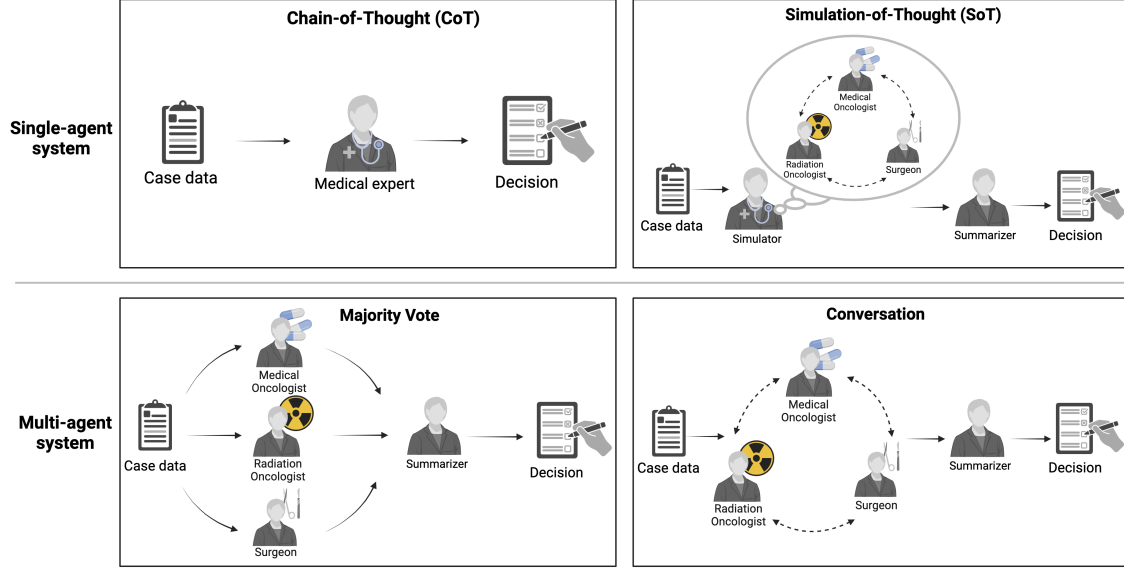 Chain-of-Thought (CoT)
Simulation-of-Thought (SoT)
Single-agent
system
Case data
Medical expert
Decision
Medical
Oncologist
Radiation
Oncologist
Surgeon
Case data
Simulator
Summarizer
Decision
Majority Vote
Conversation
Multi-agent
system
Case data
Medical
Oncologist
Radiation
Oncologist
Surgeon
Summarizer
Decision
Case data
Medical
Oncologist
Radiation
Oncologist
Surgeon
Summarizer
Decision